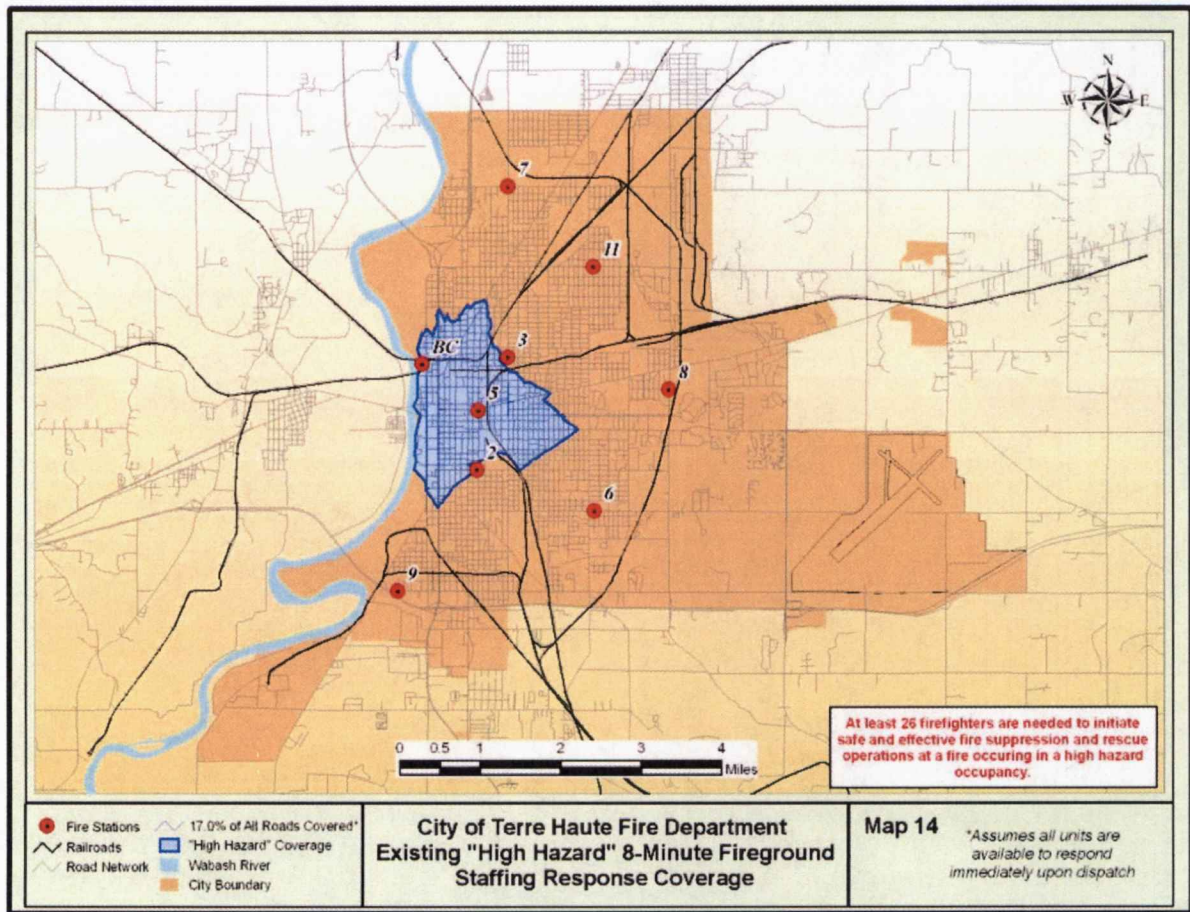 N
W E
S
7
11
BC
3
8
5
2
6
9
At least 26 firefighters are needed to initiate
safe and effective fire suppression and rescue
operations at a fire occuring in a high hazard
occupancy.
0 0.5 1 2 3 4
Miles
Fire Stations
Railroads
Road Network
17.0% of All Roads Covered*
"High Hazard" Coverage
Wabash River
City Boundary
City of Terre Haute Fire Department
Existing "High Hazard" 8-Minute Fireground
Staffing Response Coverage
Map 14
*Assumes all units are
available to respond
immediately upon dispatch